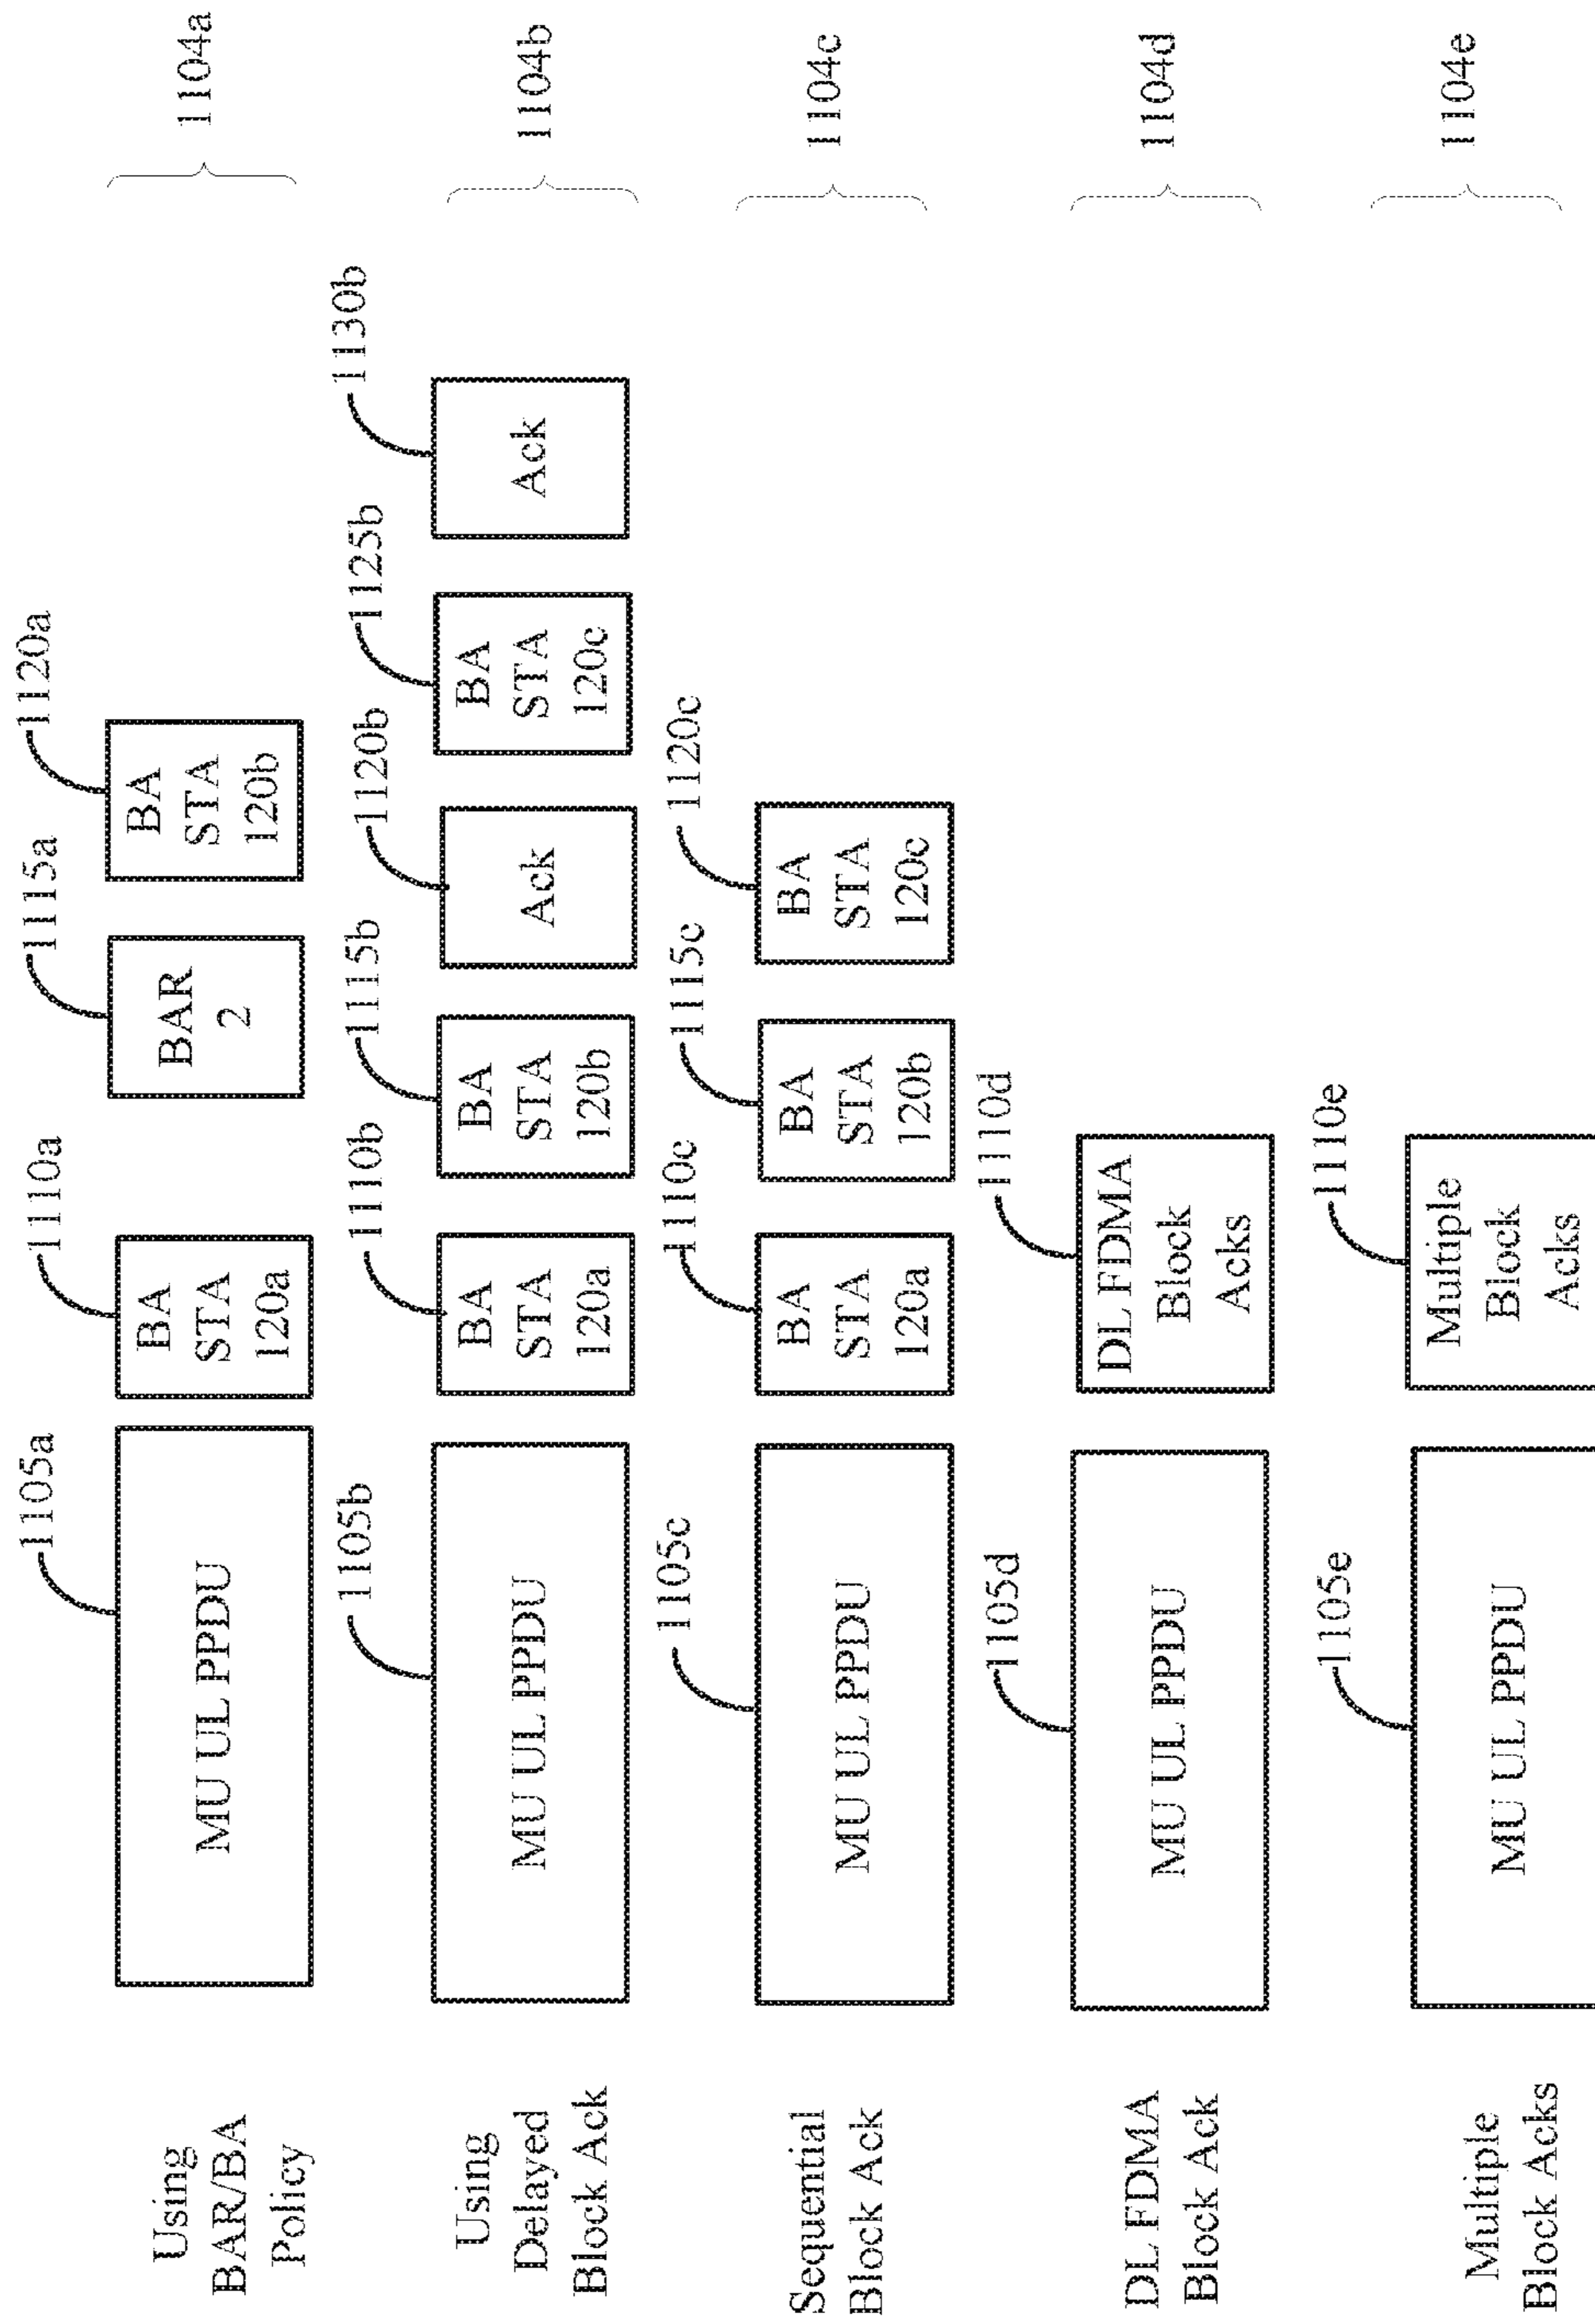 Using
BAR/BA
Policy
1105a
MU UL PPDU
1110a
BA
STA
120a
1115a
BAR
2
1120a
BA
STA
120b
1104a
Using
Delayed
Block Ack
1105b
MU UL PPDU
1110b
BA
STA
120a
1115b
BA
STA
120b
1120b
Ack
1125b
BA
STA
120c
1130b
Ack
1104b
Sequential
Block Ack
1105c
MU UL PPDU
1110c
BA
STA
120a
1115c
BA
STA
120b
1120c
BA
STA
120c
1104c
DL FDMA
Block Ack
1105d
MU UL PPDU
1110d
DL FDMA
Block
Acks
1104d
Multiple
Block Acks
1105e
MU UL PPDU
1110e
Multiple
Block
Acks
1104e